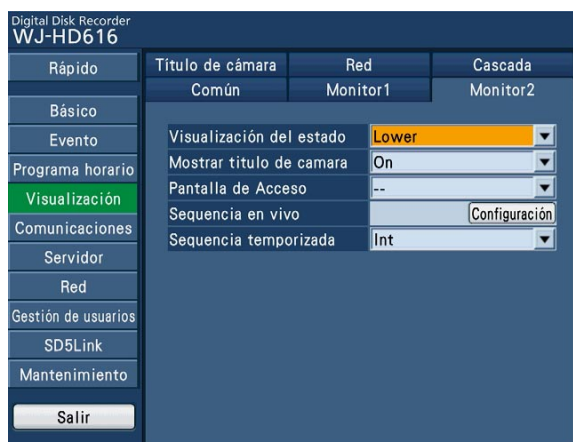 Digital Disk Recorder
WJ-HD616
Rápido
Básico
Evento
Programa horario
Visualización
Comunicaciones
Servidor
Red
Gestión de usuarios
SD5Link
Mantenimiento
Salir
Título de cámara Red Cascada
Común Monitor1 Monitor2
Visualización del estado Lower
Mostrar titulo de camara On
Pantalla de Acceso --
Sequencia en vivo Configuración
Sequencia temporizada Int